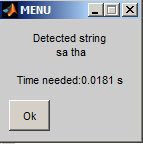 MENU
Detected string
sa tha
Time needed:0.0181 s
Ok